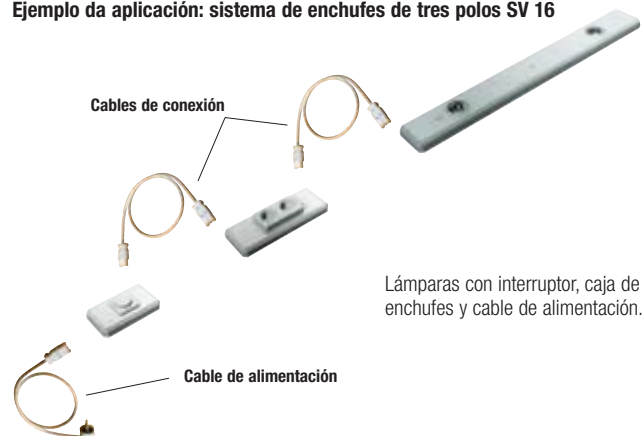 Ejemplo da aplicación: sistema de enchufes de tres polos SV 16
Cables de conexión
Lámparas con interruptor, caja de
enchufes y cable de alimentación.
Cable de alimentación